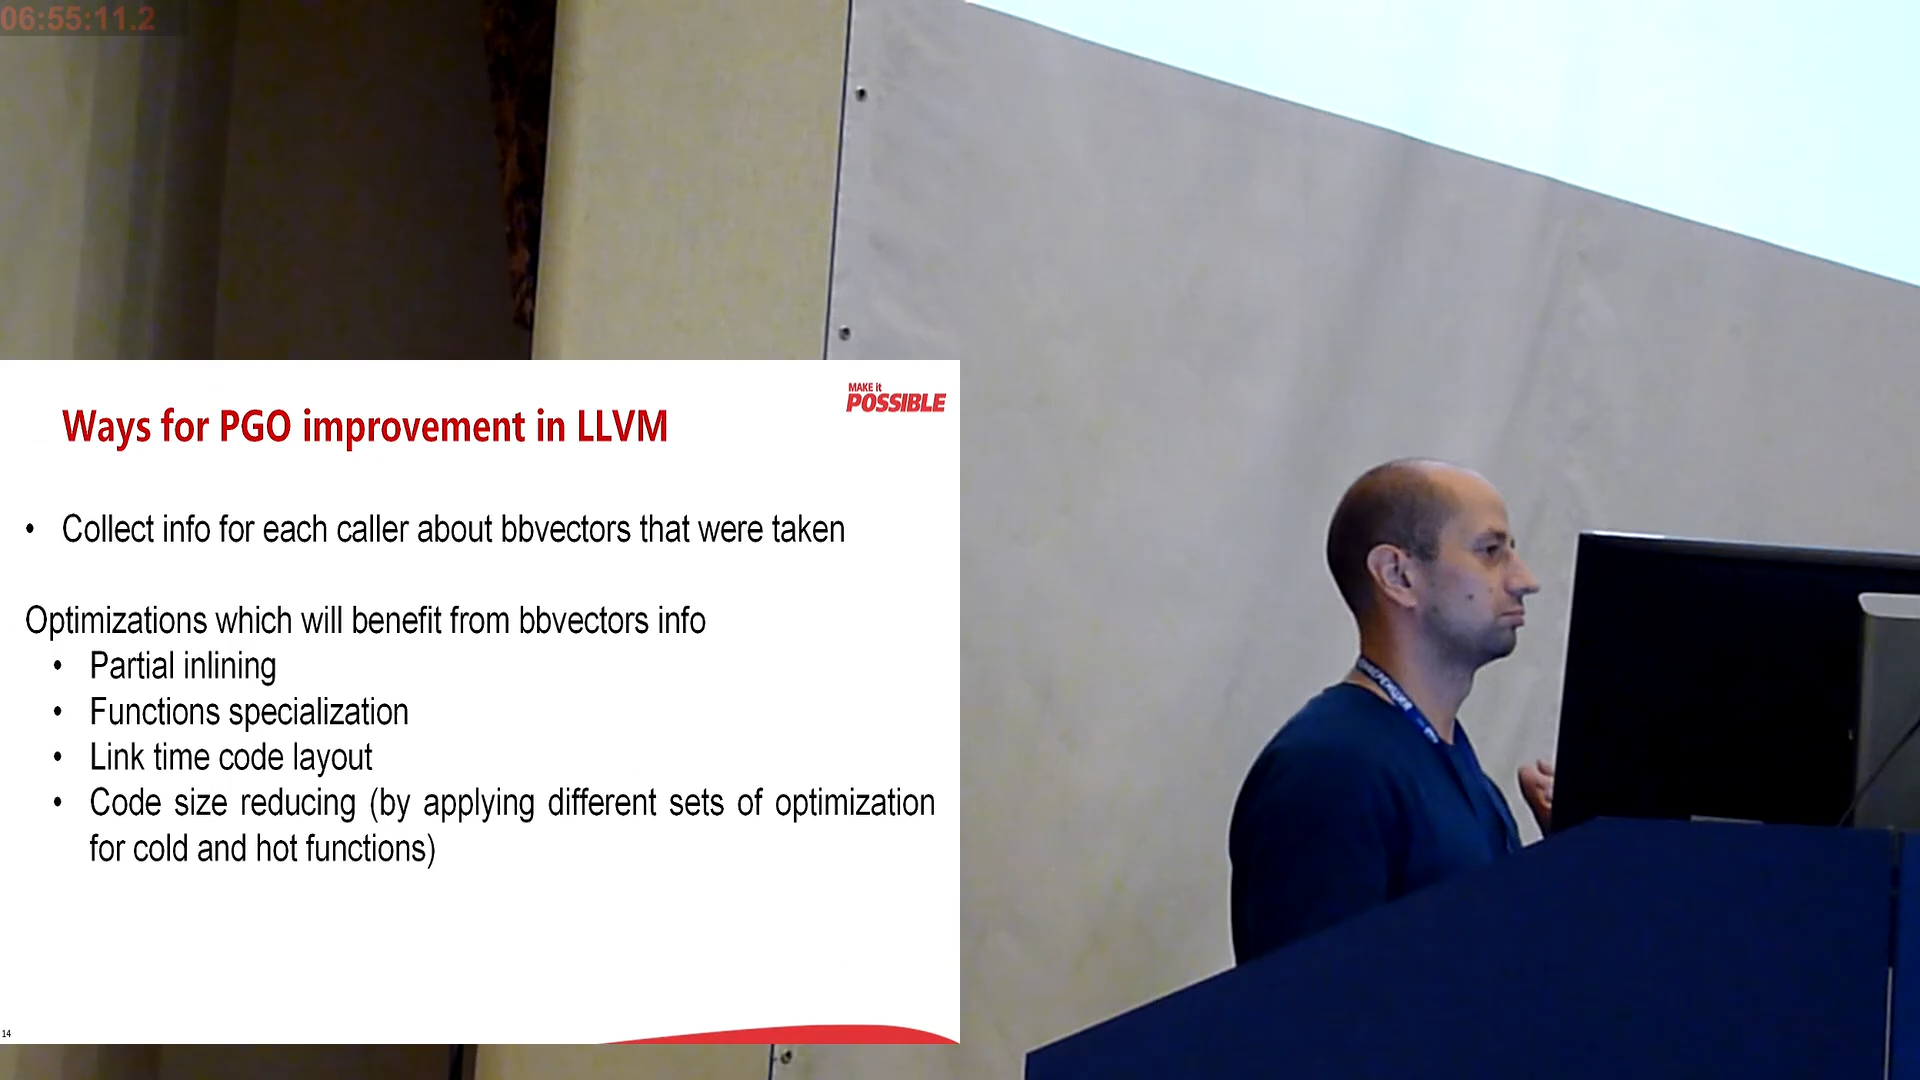 06:55:11.2
MAKE it
POSSIBLE
Ways for PGO improvement in LLVM
• Collect info for each caller about bbvectors that were taken
Optimizations which will benefit from bbvectors info
• Partial inlining
• Functions specialization
• Link time code layout
• Code size reducing (by applying different sets of optimization
for cold and hot functions)
14